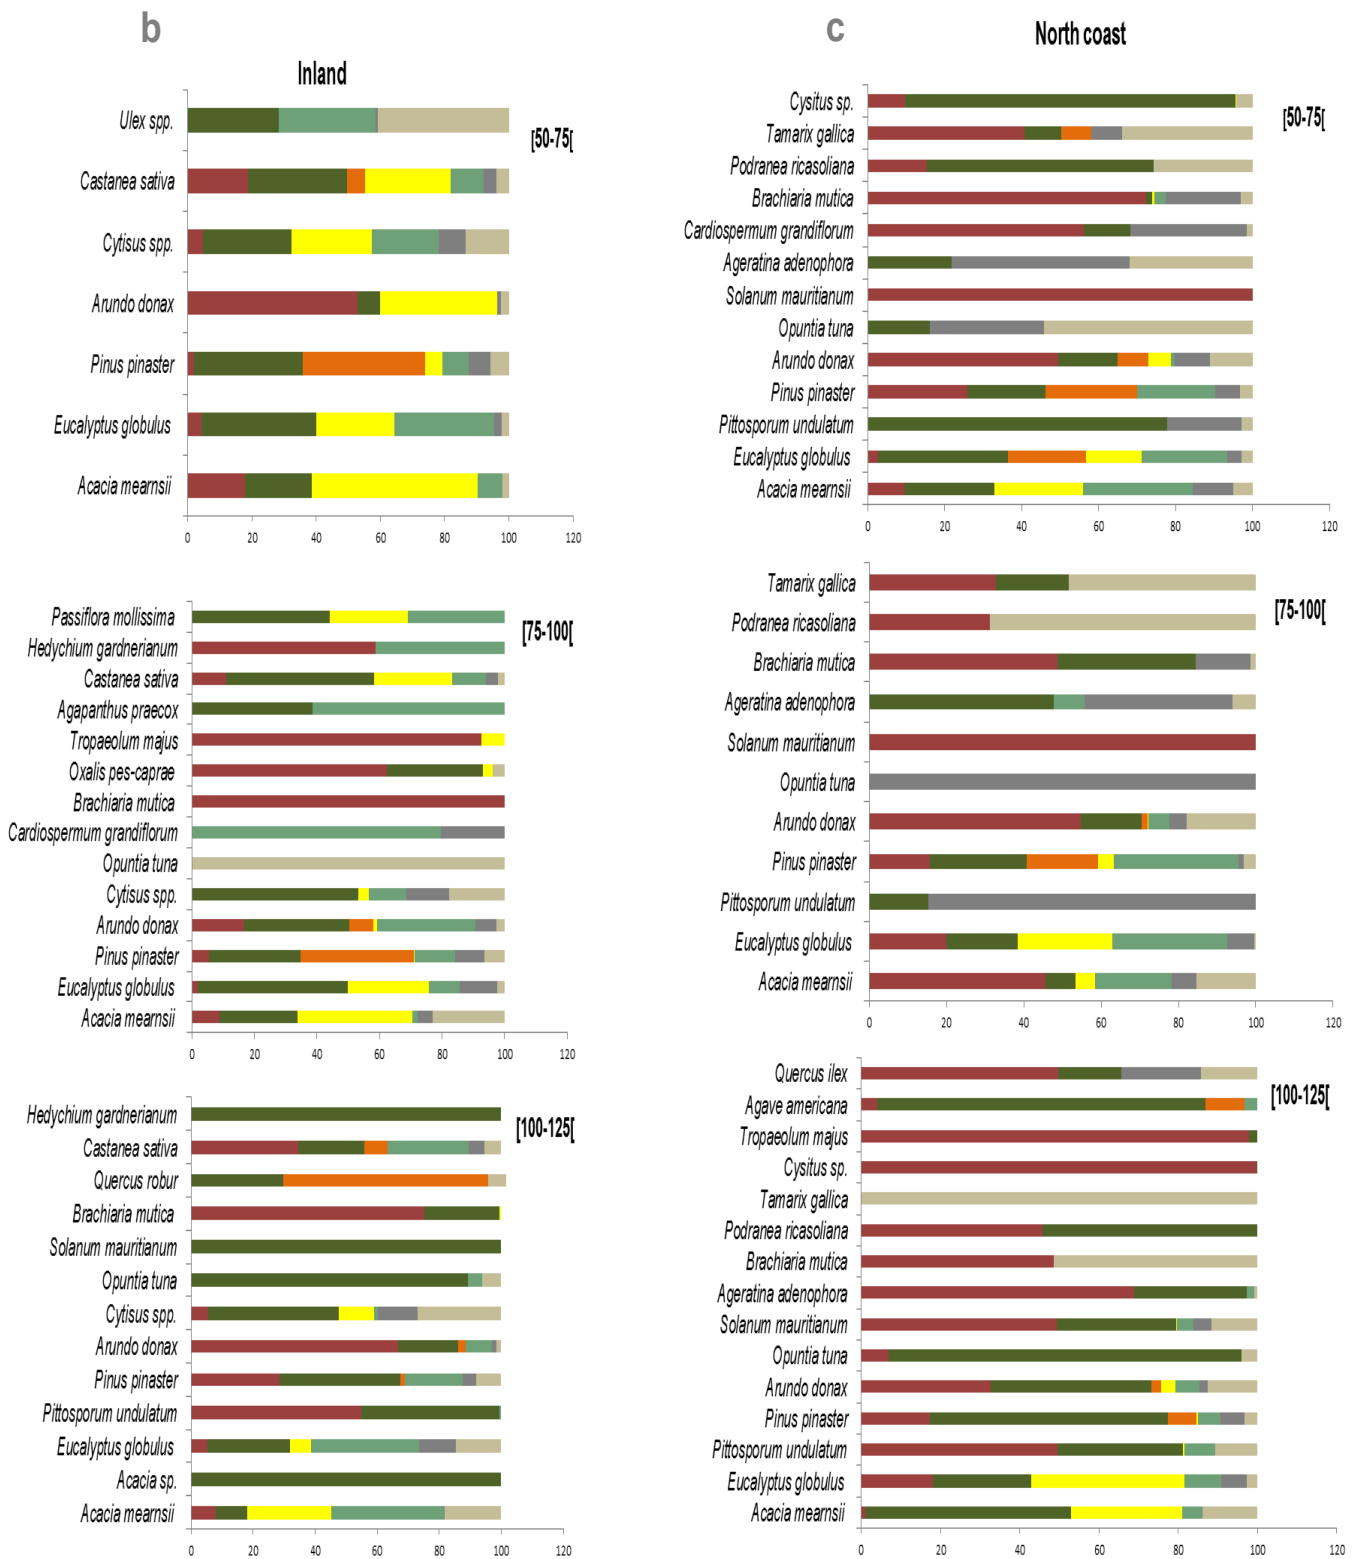 b
Inland
[50-75[
Ulex spp.
Castanea sativa
Cytisus spp.
Arundo donax
Pinus pinaster
Eucalyptus globulus
Acacia mearnsii
0 20 40 60 80 100 120
[75-100[
Passiflora mollissima
Hedychium gardnerianum
Castanea sativa
Agapanthus praecox
Tropaeolum majus
Oxalis pes-caprae
Brachiaria mutica
Cardiospermum grandiflorum
Opuntia tuna
Cytisus spp.
Arundo donax
Pinus pinaster
Eucalyptus globulus
Acacia mearnsii
0 20 40 60 80 100 120
[100-125[
Hedychium gardnerianum
Castanea sativa
Quercus robur
Brachiaria mutica
Solanum mauritianum
Opuntia tuna
Cytisus spp.
Arundo donax
Pinus pinaster
Pittosporum undulatum
Eucalyptus globulus
Acacia sp.
Acacia mearnsii
0 20 40 60 80 100 120
c
North coast
[50-75[
Cysitus sp.
Tamarix gallica
Podranea ricasoliana
Brachiaria mutica
Cardiospermum grandiflorum
Ageratina adenophora
Solanum mauritianum
Opuntia tuna
Arundo donax
Pinus pinaster
Pittosporum undulatum
Eucalyptus globulus
Acacia mearnsii
0 20 40 60 80 100 120
[75-100[
Tamarix gallica
Podranea ricasoliana
Brachiaria mutica
Ageratina adenophora
Solanum mauritianum
Opuntia tuna
Arundo donax
Pinus pinaster
Pittosporum undulatum
Eucalyptus globulus
Acacia mearnsii
0 20 40 60 80 100 120
[100-125[
Quercus ilex
Agave americana
Tropaeolum majus
Cysitus sp.
Tamarix gallica
Podranea ricasoliana
Brachiaria mutica
Ageratina adenophora
Solanum mauritianum
Opuntia tuna
Arundo donax
Pinus pinaster
Pittosporum undulatum
Eucalyptus globulus
Acacia mearnsii
0 20 40 60 80 100 120